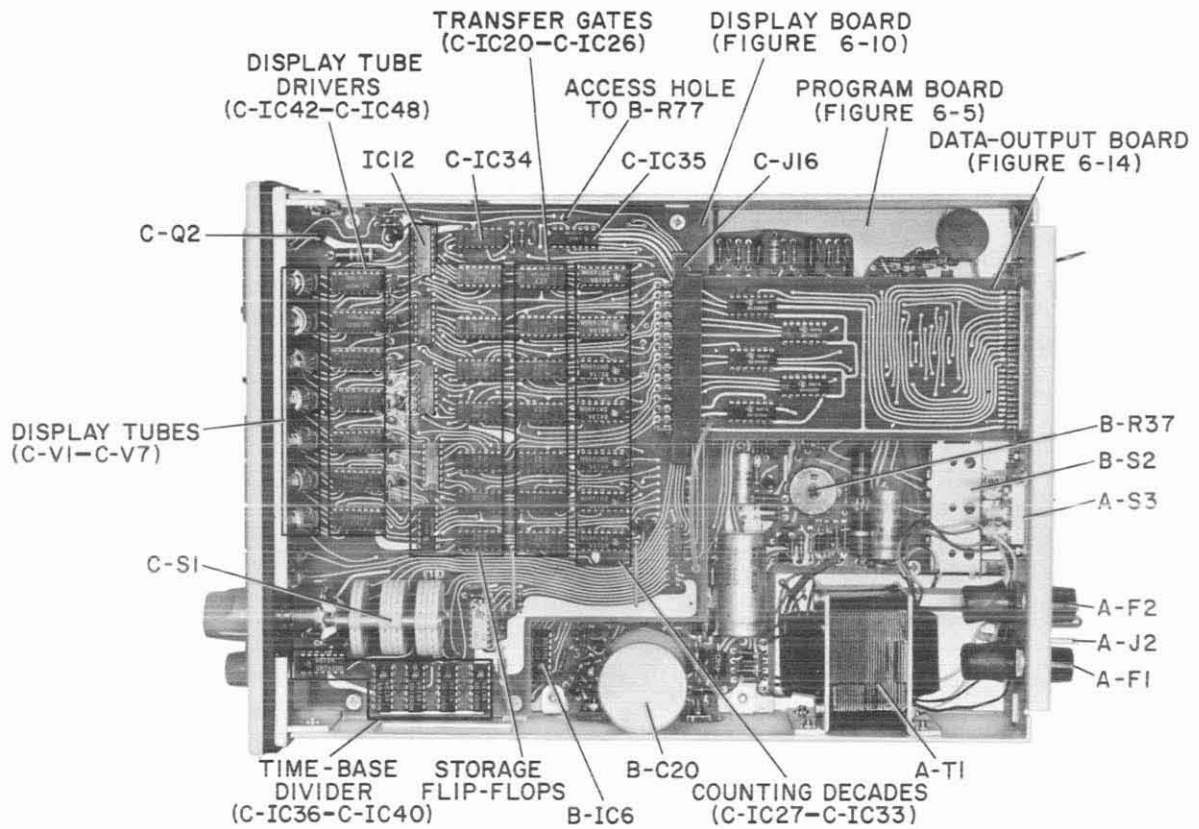 TRANSFER GATES
(C-IC20–C-IC26)
DISPLAY BOARD
(FIGURE 6-10)
DISPLAY TUBE
DRIVERS
(C-IC42–C-IC48)
ACCESS HOLE
TO B-R77
PROGRAM BOARD
(FIGURE 6-5)
DATA-OUTPUT BOARD
(FIGURE 6-14)
IC12
C-IC34
C-IC35
C-J16
C-Q2
DISPLAY TUBES
(C-V1–C-V7)
B-R37
B-S2
A-S3
C-S1
A-F2
A-J2
A-F1
TIME-BASE
DIVIDER
(C-IC36–C-IC40)
STORAGE
FLIP-FLOPS
B-IC6
B-C20
COUNTING DECADES
(C-IC27–C-IC33)
A-T1